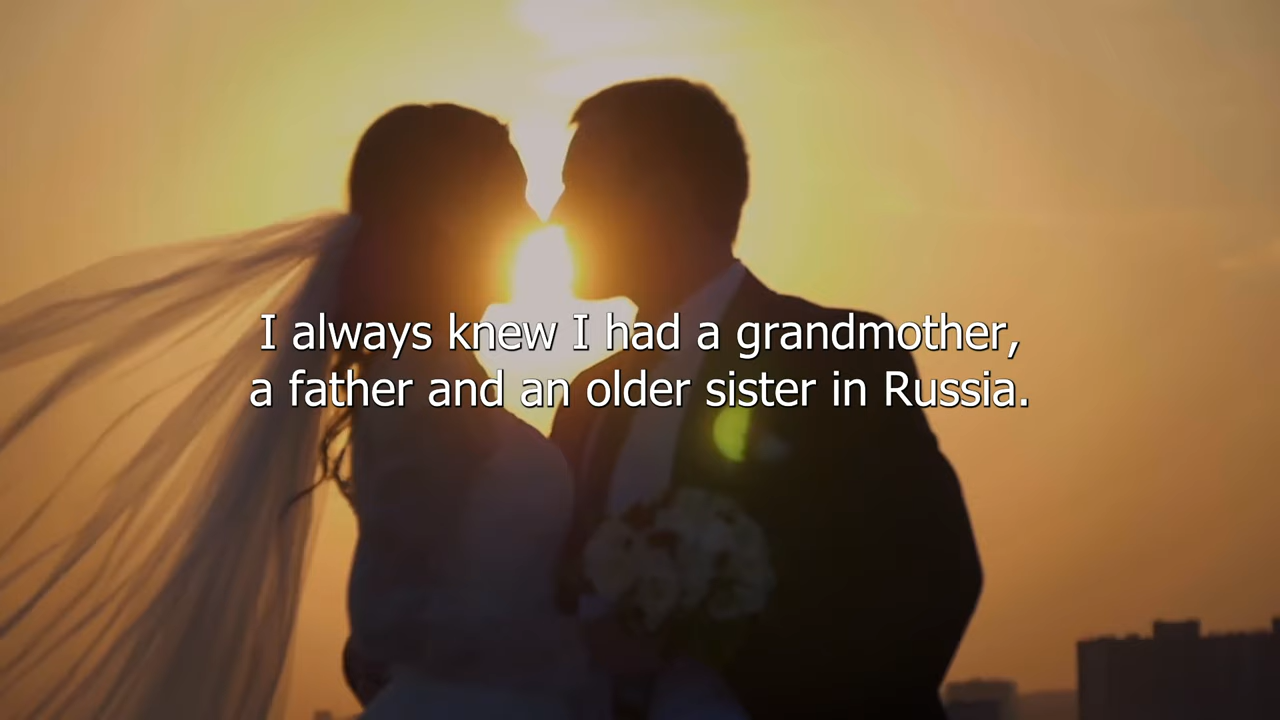 I always knew I had a grandmother,
a father and an older sister in Russia.